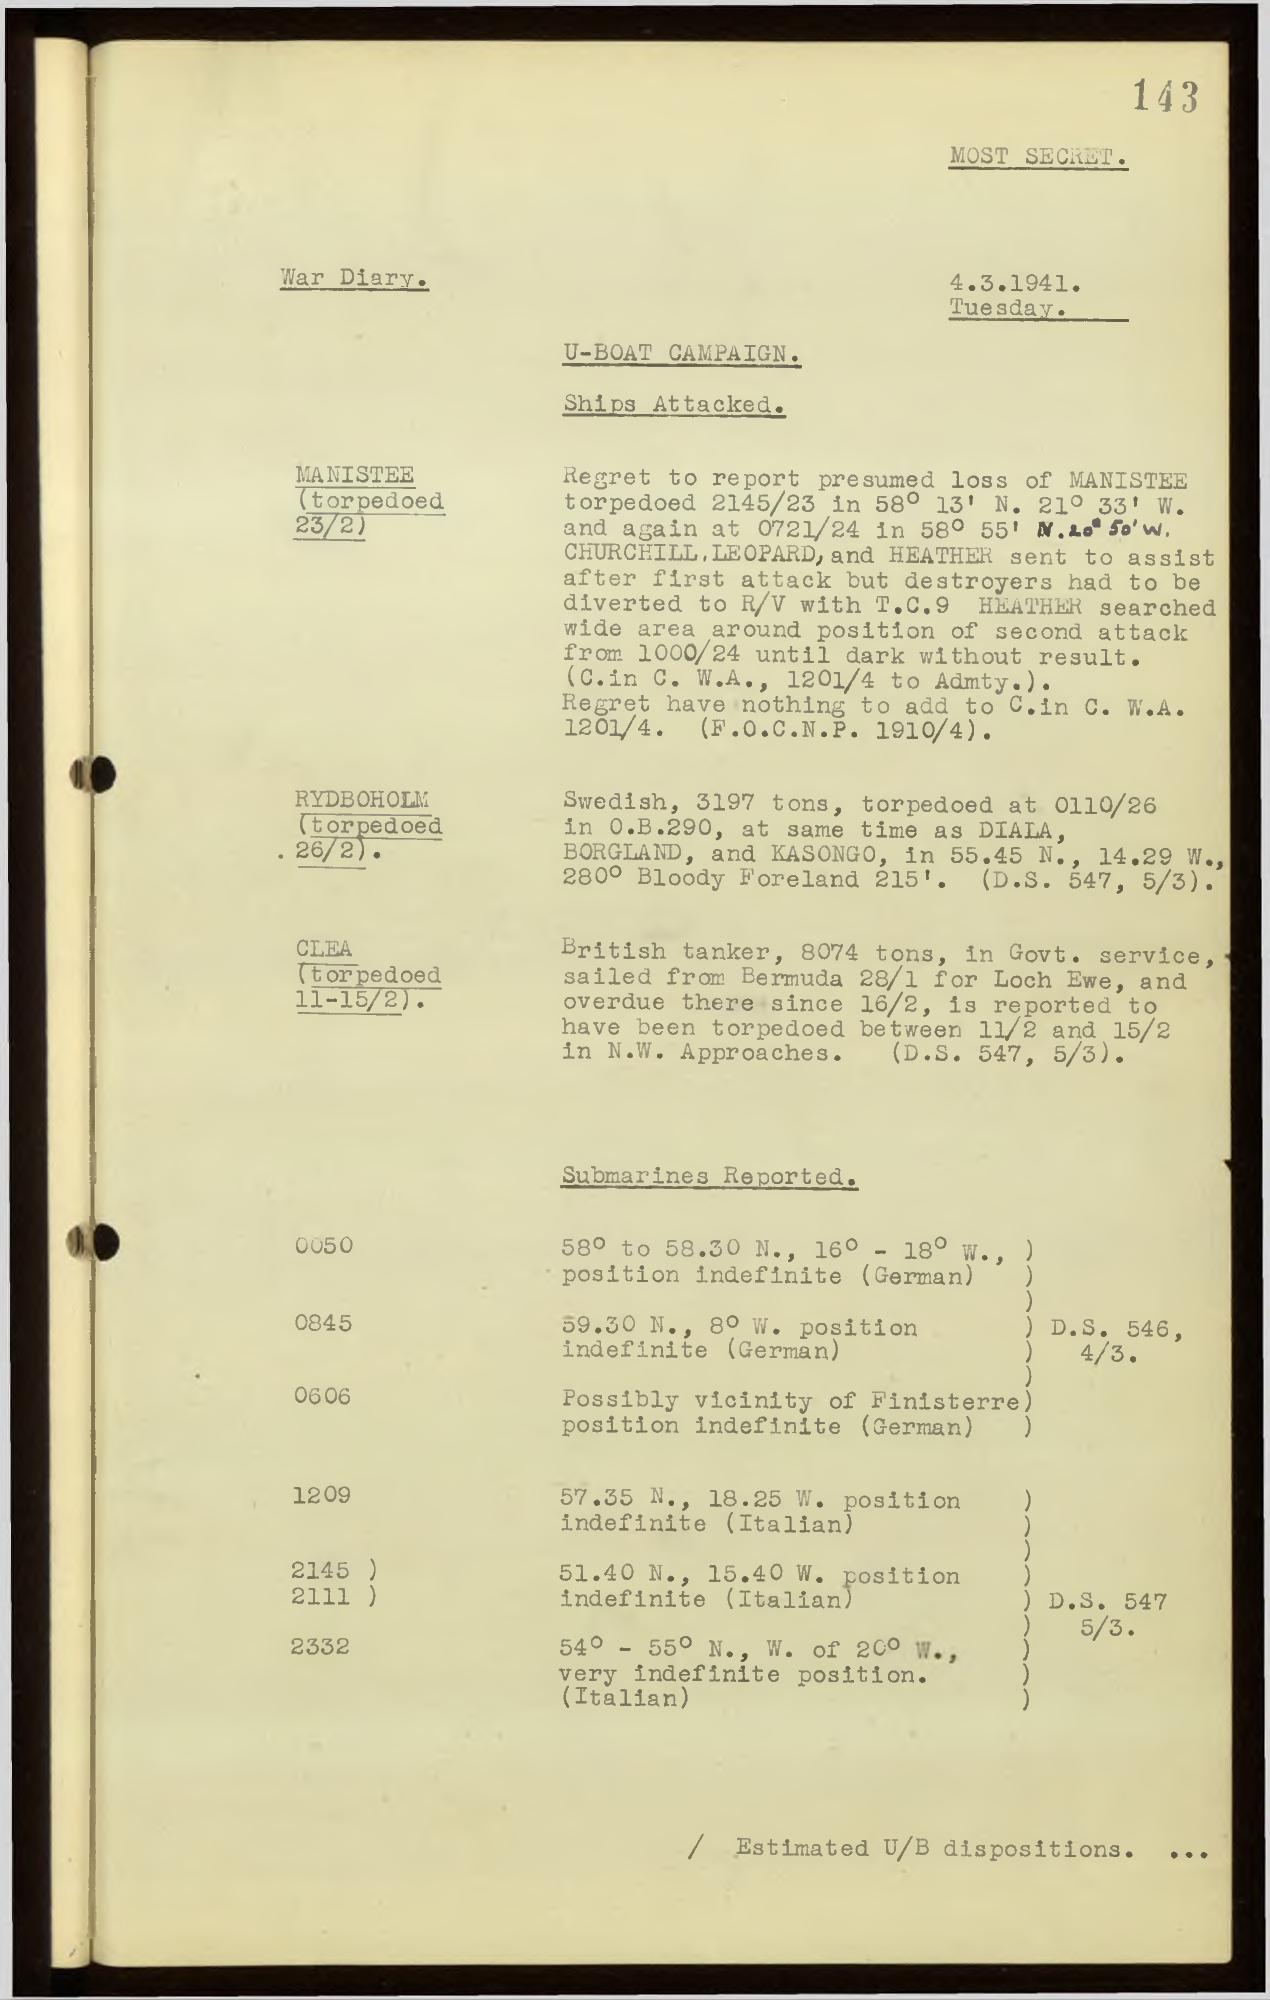 143
MOST SECRET.
War Diary.
4.3.1941.
Tuesday.
U-BOAT CAMPAIGN.
Ships Attacked.
MANISTEE
(torpedoed
23/2)
Regret to report presumed loss of MANISTEE
torpedoed 2145/23 in 58° 13' N. 21° 33' W.
and again at 0721/24 in 58° 55' N. 20° 50' W.
CHURCHILL, LEOPARD, and HEATHER sent to assist
after first attack but destroyers had to be
diverted to R/V with T.C.9 HEATHER searched
wide area around position of second attack
from 1000/24 until dark without result.
(C.in C. W.A., 1201/4 to Admty.).
Regret have nothing to add to C.in C. W.A.
1201/4. (F.O.C.N.P. 1910/4).
RYDBOHOLM
(torpedoed
. 26/2).
Swedish, 3197 tons, torpedoed at 0110/26
in O.B.290, at same time as DIALA,
BORGLAND, and KASONGO, in 55.45 N., 14.29 W.,
280° Bloody Foreland 215'. (D.S. 547, 5/3).
CLEA
(torpedoed
11-15/2).
British tanker, 8074 tons, in Govt. service,
sailed from Bermuda 28/1 for Loch Ewe, and
overdue there since 16/2, is reported to
have been torpedoed between 11/2 and 15/2
in N.W. Approaches. (D.S. 547, 5/3).
Submarines Reported.
0050 58° to 58.30 N., 16° - 18° W., )
position indefinite (German) )
)
0845 59.30 N., 8° W. position ) D.S. 546,
indefinite (German) ) 4/3.
)
0606 Possibly vicinity of Finisterre)
position indefinite (German) )
1209 57.35 N., 18.25 W. position )
indefinite (Italian) )
)
2145 ) 51.40 N., 15.40 W. position )
2111 ) indefinite (Italian) ) D.S. 547
) 5/3.
2332 54° - 55° N., W. of 20° W., )
very indefinite position. )
(Italian) )
/ Estimated U/B dispositions. ...